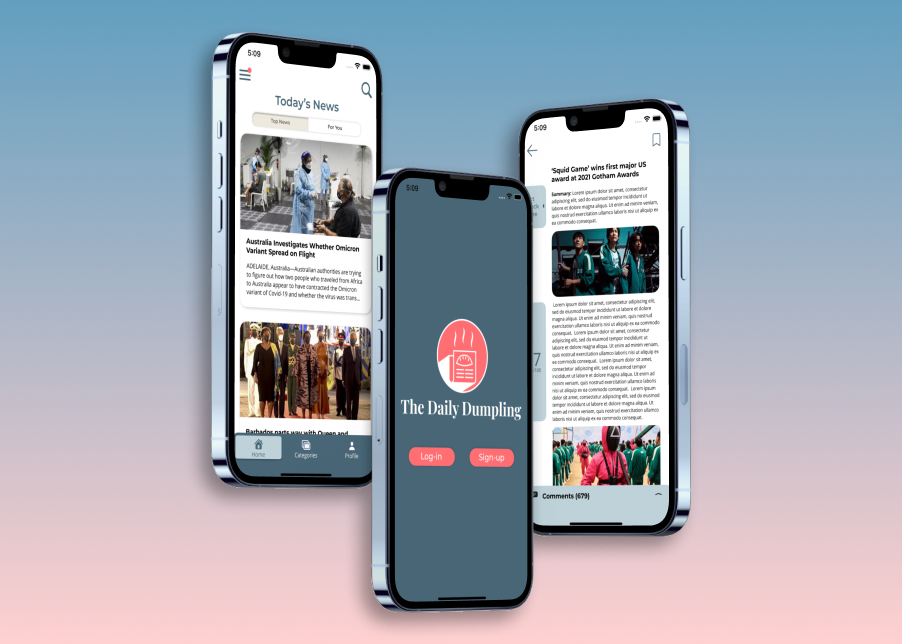 5:09
Today's News
Top News
For You
Australia Investigates Whether Omicron
Variant Spread on Flight
ADELAIDE, Australia—Australian authorities are trying
to figure out how two people who traveled from Africa
to Australia appear to have contracted the Omicron
variant of Covid-19 and whether the virus was trans...
Barbados parts way with Queen and
Home
Categories
Profile
5:09
The Daily Dumpling
Log-in
Sign-up
5:09
'Squid Game' wins first major US
award at 2021 Gotham Awards
Summary: Lorem ipsum dolor sit amet, consectetur
adipiscing elit, sed do eiusmod tempor incididunt ut
labore et dolore magna aliqua. Ut enim ad minim veniam,
quis nostrud exercitation ullamco laboris nisi ut aliquip ex
ea commodo consequat.
Lorem ipsum dolor sit amet, consectetur adipiscing elit,
sed do eiusmod tempor incididunt ut labore et dolore
magna aliqua. Ut enim ad minim veniam, quis nostrud
exercitation ullamco laboris nisi ut aliquip ex ea commodo
consequat. Lorem ipsum dolor sit amet, consectetur
adipiscing elit, sed do eiusmod tempor incididunt ut
labore et dolore magna aliqua. Ut enim ad minim veniam,
quis nostrud exercitation ullamco laboris nisi ut aliquip
ex ea commodo consequat. Lorem ipsum dolor sit amet,
consectetur adipiscing elit, sed do eiusmod tempor
incididunt ut labore et dolore magna aliqua. Ut enim ad
minim veniam, quis nostrud exercitation ullamco laboris
nisi ut aliquip ex ea commodo consequat. Lorem ipsum
dolor sit amet, consectetur adipiscing elit, sed do
eiusmod tempor incididunt ut labore et dolore magna
aliqua. Ut enim ad minim veniam, quis nostrud
exercitation ullamco laboris nisi ut aliquip ex ea
commodo consequat.
7
Comments (679)